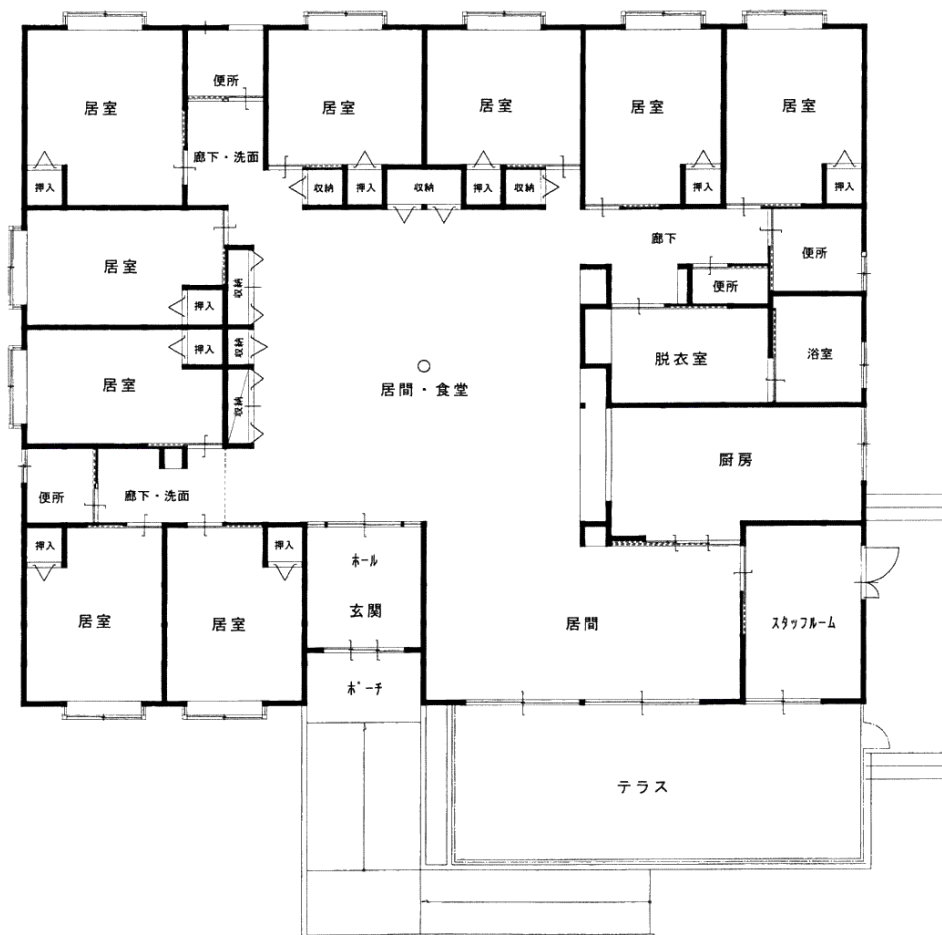 便所
居室
居室
居室
居室
居室
廊下・洗面
押入
収納
押入
収納
押入
収納
押入
押入
廊下
便所
居室
便所
収納
押入
押入
収納
脱衣室
浴室
居室
居間・食堂
収納
厨房
便所
廊下・洗面
押入
押入
ホール
玄関
居室
居室
居間
スタッフルーム
ポーチ
テラス